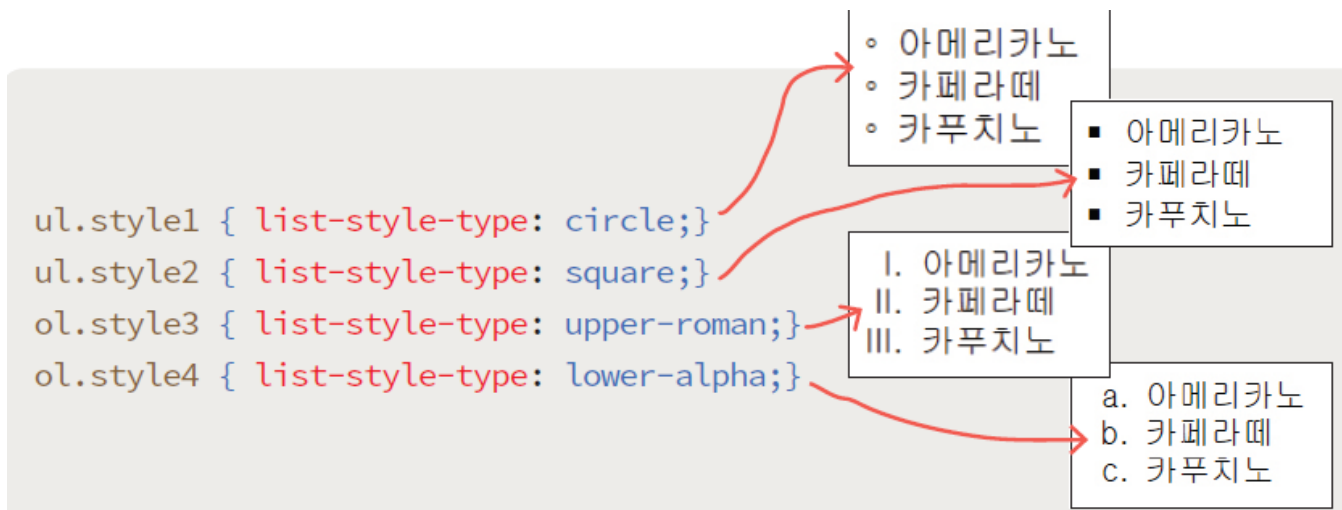 ◦ 아메리카노
◦ 카페라떼
◦ 카푸치노
▪ 아메리카노
▪ 카페라떼
▪ 카푸치노
ul.style1 { list-style-type: circle;}
ul.style2 { list-style-type: square;}
ol.style3 { list-style-type: upper-roman;}
ol.style4 { list-style-type: lower-alpha;}
I. 아메리카노
II. 카페라떼
III. 카푸치노
a. 아메리카노
b. 카페라떼
c. 카푸치노